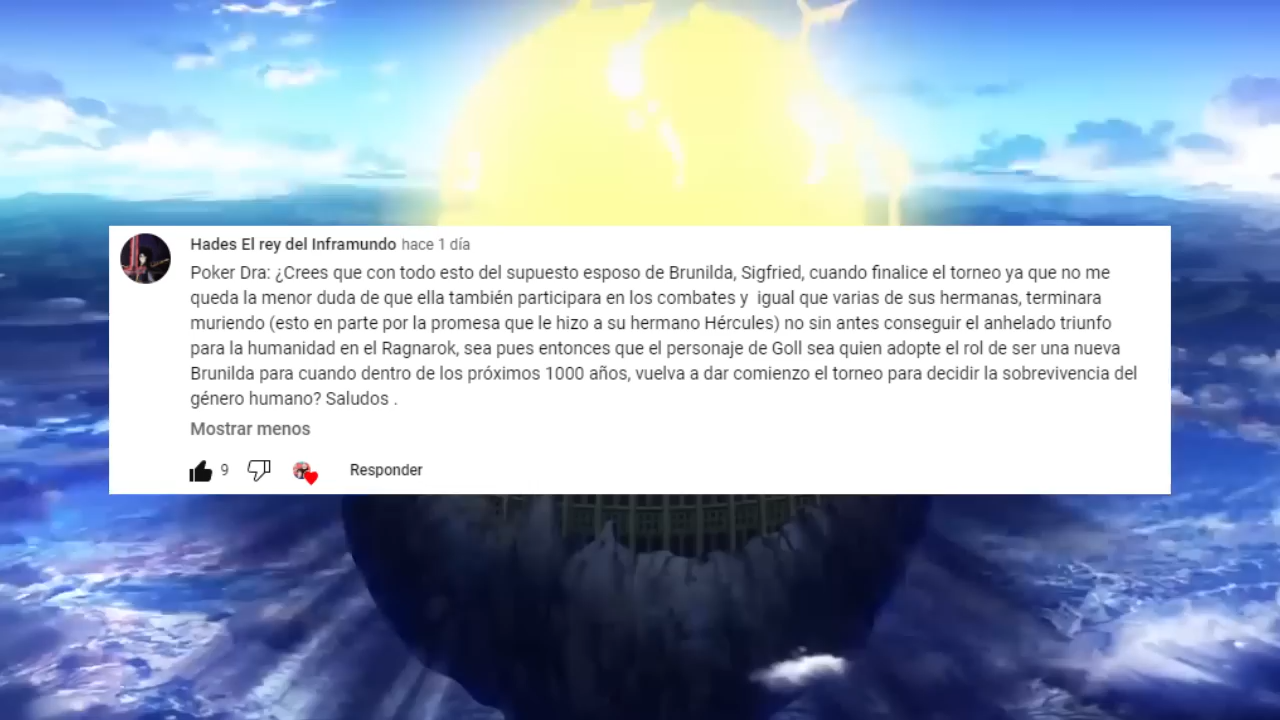 Hades El rey del Inframundo hace 1 día
Poker Dra: ¿Crees que con todo esto del supuesto esposo de Brunilda, Sigfried, cuando finalice el torneo ya que no me
queda la menor duda de que ella también participara en los combates y igual que varias de sus hermanas, terminara
muriendo (esto en parte por la promesa que le hizo a su hermano Hércules) no sin antes conseguir el anhelado triunfo
para la humanidad en el Ragnarok, sea pues entonces que el personaje de Goll sea quien adopte el rol de ser una nueva
Brunilda para cuando dentro de los próximos 1000 años, vuelva a dar comienzo el torneo para decidir la sobrevivencia del
género humano? Saludos .
Mostrar menos
9 Responder